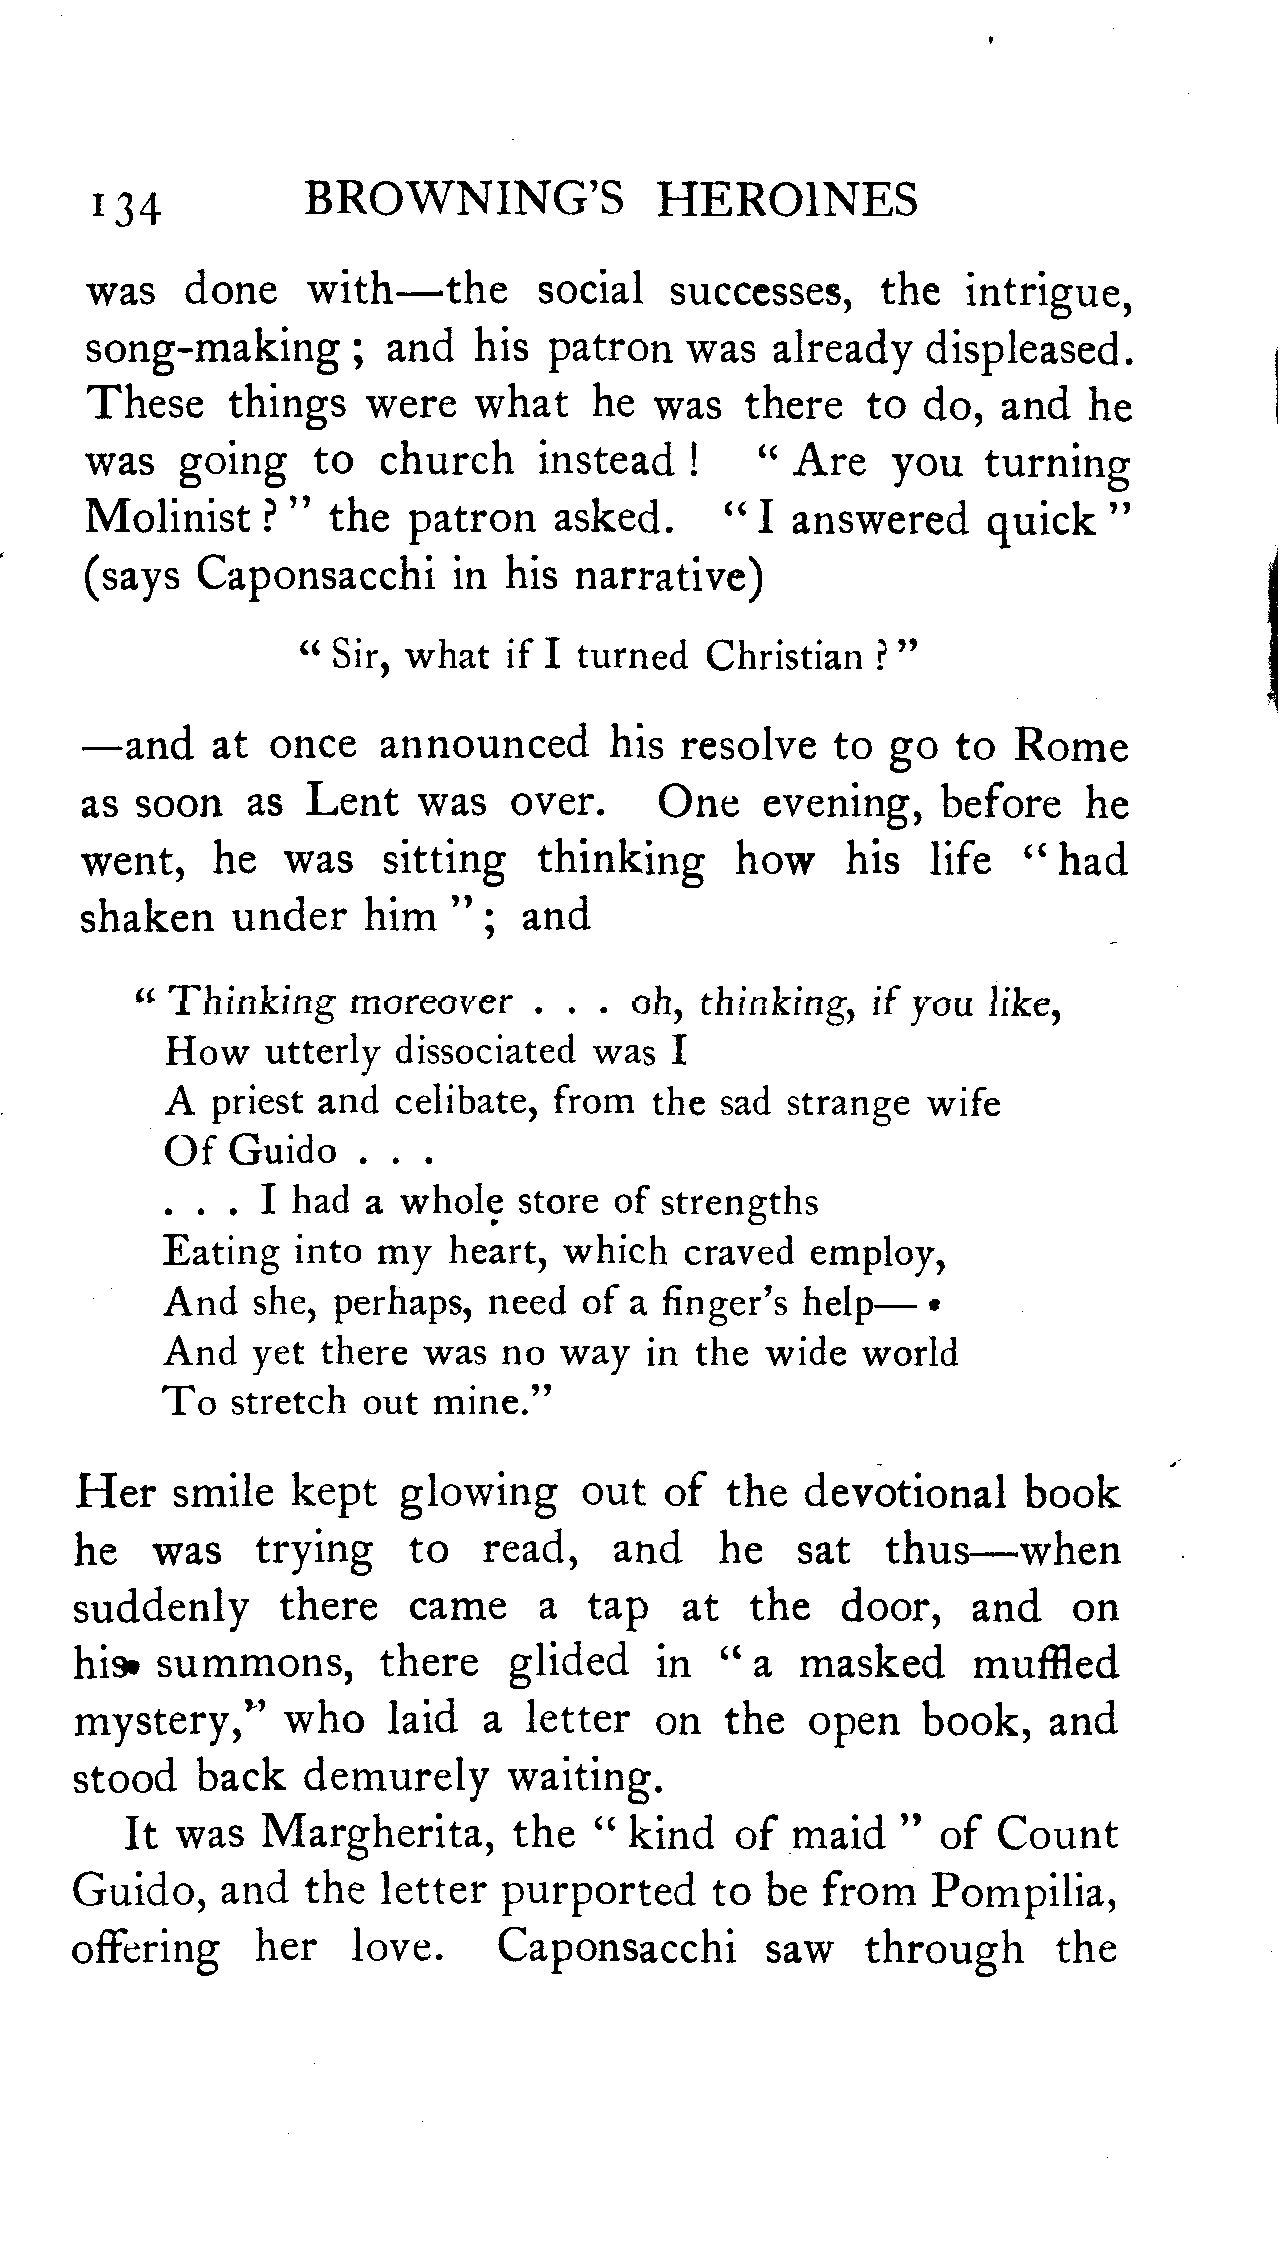 134 BROWNING'S HEROINES
was done with—the social successes, the intrigue,
song-making ; and his patron was already displeased.
These things were what he was there to do, and he
was going to church instead ! " Are you turning
Molinist ? " the patron asked. " I answered quick "
(says Caponsacchi in his narrative)
" Sir, what if I turned Christian ? "
—and at once announced his resolve to go to Rome
as soon as Lent was over. One evening, before he
went, he was sitting thinking how his life " had
shaken under him " ; and
" Thinking moreover . . . oh, thinking, if you like,
How utterly dissociated was I
A priest and celibate, from the sad strange wife
Of Guido . . .
. . . I had a whole store of strengths
Eating into my heart, which craved employ,
And she, perhaps, need of a finger's help—
And yet there was no way in the wide world
To stretch out mine."
Her smile kept glowing out of the devotional book
he was trying to read, and he sat thus—when
suddenly there came a tap at the door, and on
his summons, there glided in " a masked muffled
mystery," who laid a letter on the open book, and
stood back demurely waiting.
It was Margherita, the " kind of maid " of Count
Guido, and the letter purported to be from Pompilia,
offering her love. Caponsacchi saw through the